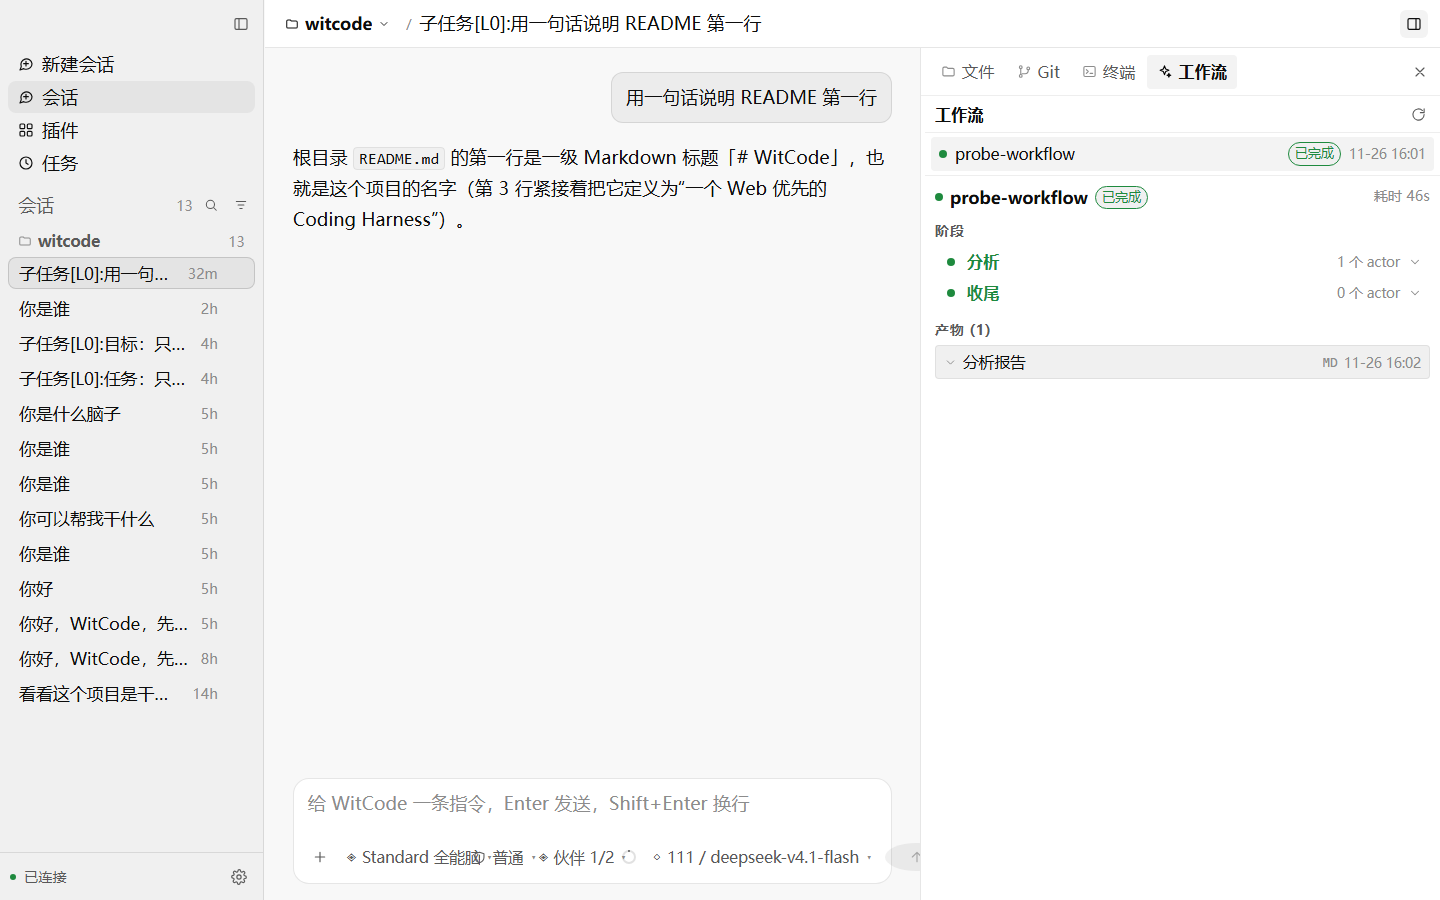 新建会话
会话
插件
任务
会话 13
witcode 13
子任务[L0]:用一句... 32m
你是谁 2h
子任务[L0]:目标：只... 4h
子任务[L0]:任务：只... 4h
你是什么脑子 5h
你是谁 5h
你是谁 5h
你可以帮我干什么 5h
你是谁 5h
你好 5h
你好，WitCode，先... 5h
你好，WitCode，先... 8h
看看这个项目是干... 14h
已连接
witcode / 子任务[L0]:用一句话说明 README 第一行
用一句话说明 README 第一行
根目录 README.md 的第一行是一级 Markdown 标题「# WitCode」，也
就是这个项目的名字（第 3 行紧接着把它定义为“一个 Web 优先的
Coding Harness”）。
给 WitCode 一条指令，Enter 发送，Shift+Enter 换行
Standard 全能脑 普通 伙伴 1/2 111 / deepseek-v4.1-flash
文件 Git 终端 工作流
工作流
probe-workflow 已完成 11-26 16:01
probe-workflow 已完成 耗时 46s
阶段
分析 1 个 actor
收尾 0 个 actor
产物 (1)
分析报告 MD 11-26 16:02